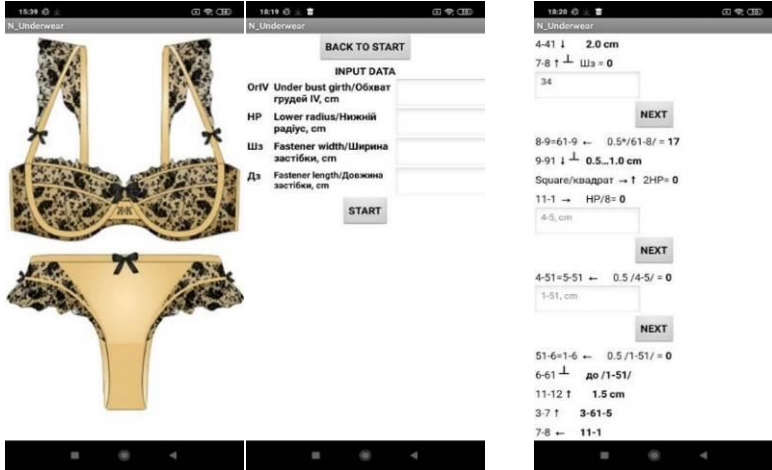 15:39
N_Underwear
18:19
N_Underwear
BACK TO START
INPUT DATA
ОгIV Under bust girth/Обхват
грудей IV, cm
НР Lower radius/Нижній
радіус, cm
Шз Fastener width/Ширина
застібки, cm
Дз Fastener length/Довжина
застібки, cm
START
18:20
N_Underwear
4-41 ↓ 2.0 cm
7-8 ↑ ┴ Шз = 0
34
NEXT
8-9=61-9 ← 0.5*/61-8/ = 17
9-91 ↓ ┴ 0.5...1.0 cm
Square/квадрат → ↑ 2НР= 0
11-1 → НР/8= 0
4-5, cm
NEXT
4-51=5-51 ← 0.5 /4-5/ = 0
1-51, cm
NEXT
51-6=1-6 ← 0.5 /1-51/ = 0
6-61 ┴ до /1-51/
11-12 ↑ 1.5 cm
3-7 ↑ 3-61-5
7-8 ← 11-1